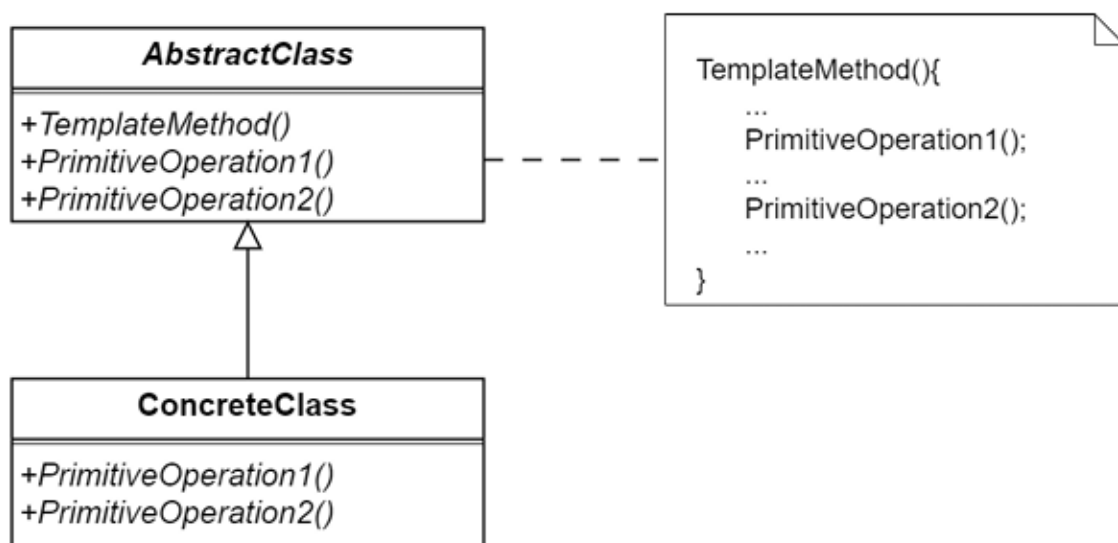 AbstractClass
+TemplateMethod()
+PrimitiveOperation1()
+PrimitiveOperation2()
TemplateMethod(){
...
PrimitiveOperation1();
...
PrimitiveOperation2();
...
}
ConcreteClass
+PrimitiveOperation1()
+PrimitiveOperation2()